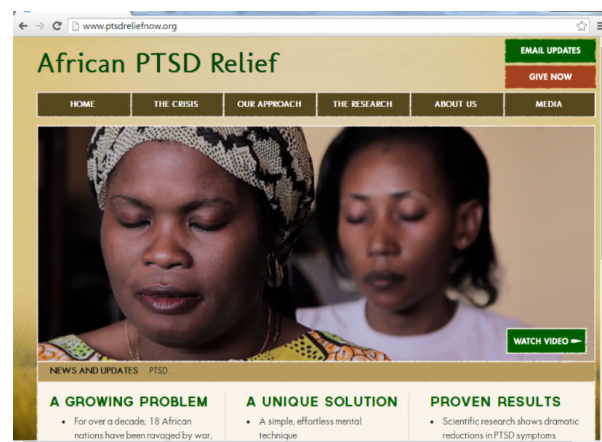 www.ptsdreliefnow.org
African PTSD Relief
EMAIL UPDATES
GIVE NOW
HOME THE CRISIS OUR APPROACH THE RESEARCH ABOUT US MEDIA
WATCH VIDEO
NEWS AND UPDATES PTSD...
A GROWING PROBLEM
• For over a decade, 18 African
nations have been ravaged by war,
A UNIQUE SOLUTION
• A simple, effortless mental
technique
PROVEN RESULTS
• Scientific research shows dramatic
reductions in PTSD symptoms